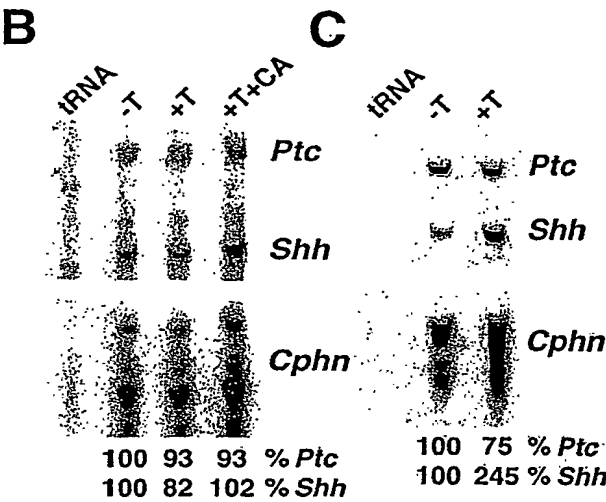 B
tRNA -T +T +T+CA
Ptc
Shh
Cphn
100 93 93 % Ptc
100 82 102 % Shh
C
tRNA -T +T
Ptc
Shh
Cphn
100 75 % Ptc
100 245 % Shh